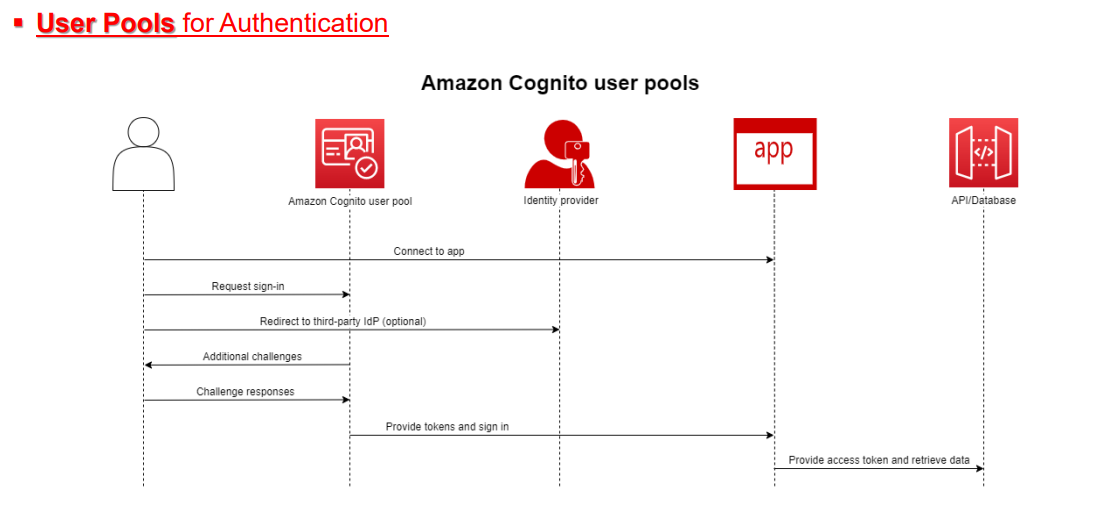 User Pools for Authentication
Amazon Cognito user pools
app
Amazon Cognito user pool
Identity provider
API/Database
Connect to app
Request sign-in
Redirect to third-party IdP (optional)
Additional challenges
Challenge responses
Provide tokens and sign in
Provide access token and retrieve data